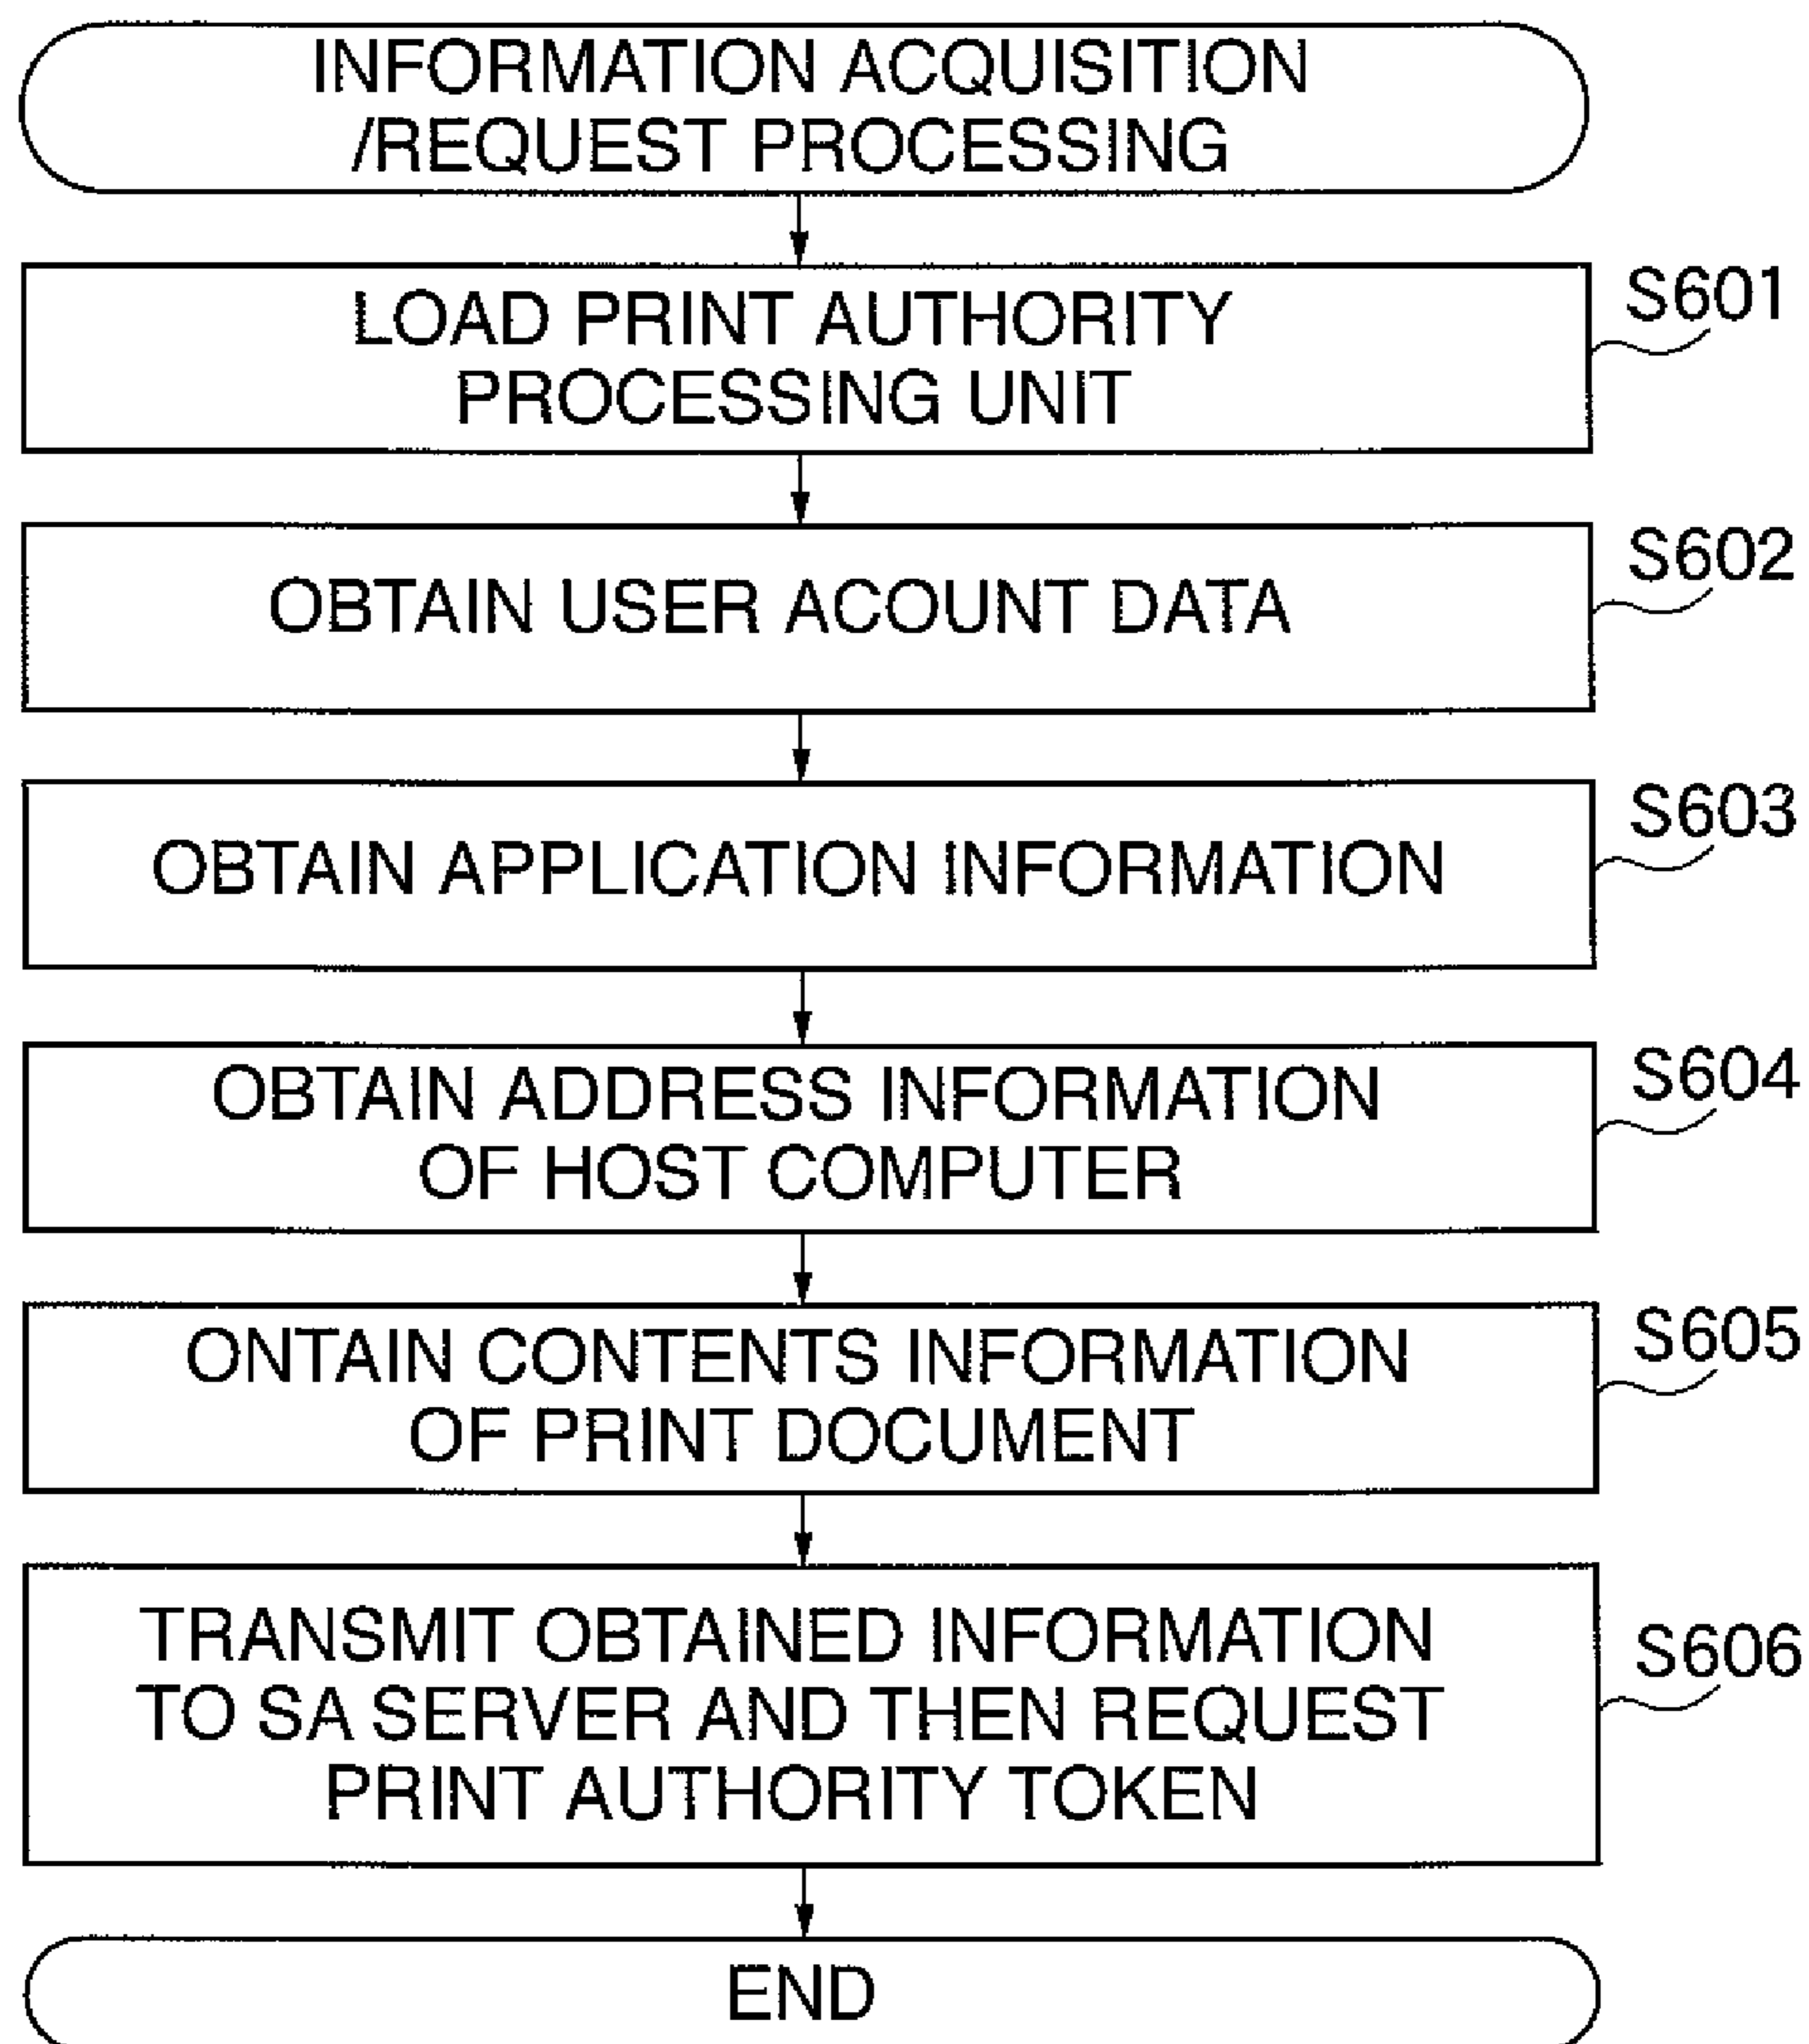 INFORMATION ACQUISITION
/REQUEST PROCESSING
LOAD PRINT AUTHORITY
PROCESSING UNIT
S601
OBTAIN USER ACOUNT DATA
S602
OBTAIN APPLICATION INFORMATION
S603
OBTAIN ADDRESS INFORMATION
OF HOST COMPUTER
S604
ONTAIN CONTENTS INFORMATION
OF PRINT DOCUMENT
S605
TRANSMIT OBTAINED INFORMATION
TO SA SERVER AND THEN REQUEST
PRINT AUTHORITY TOKEN
S606
END